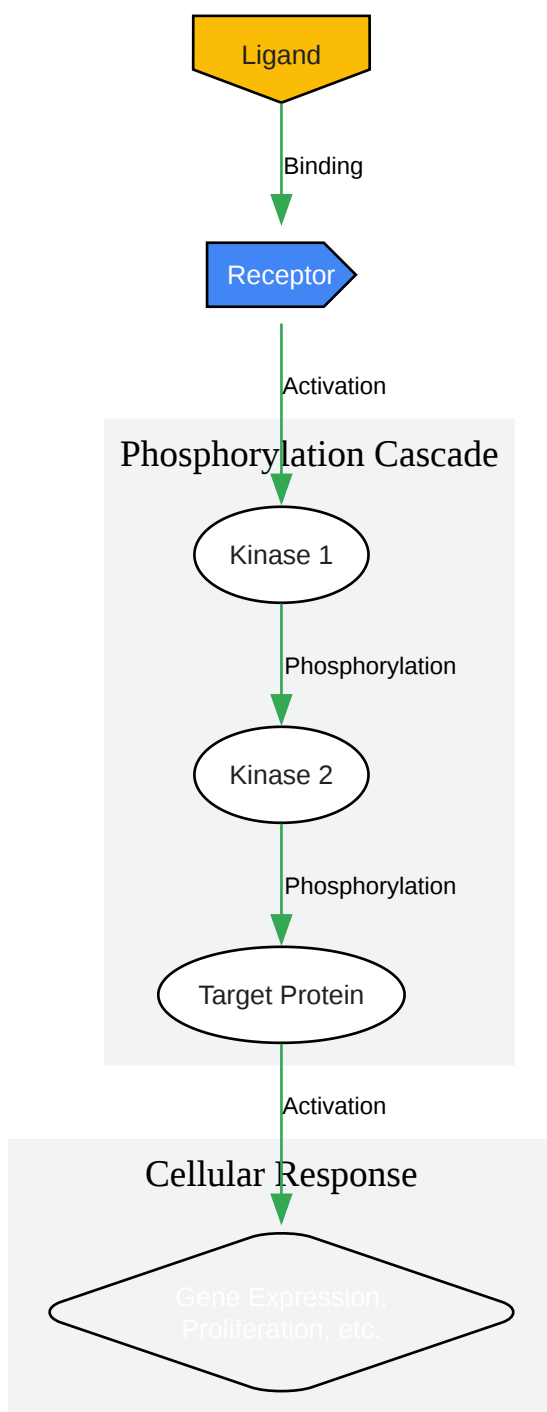 Ligand
Binding
Receptor
Activation
Phosphorylation Cascade
Kinase 1
Phosphorylation
Kinase 2
Phosphorylation
Target Protein
Activation
Cellular Response
Gene Expression,
Proliferation, etc.